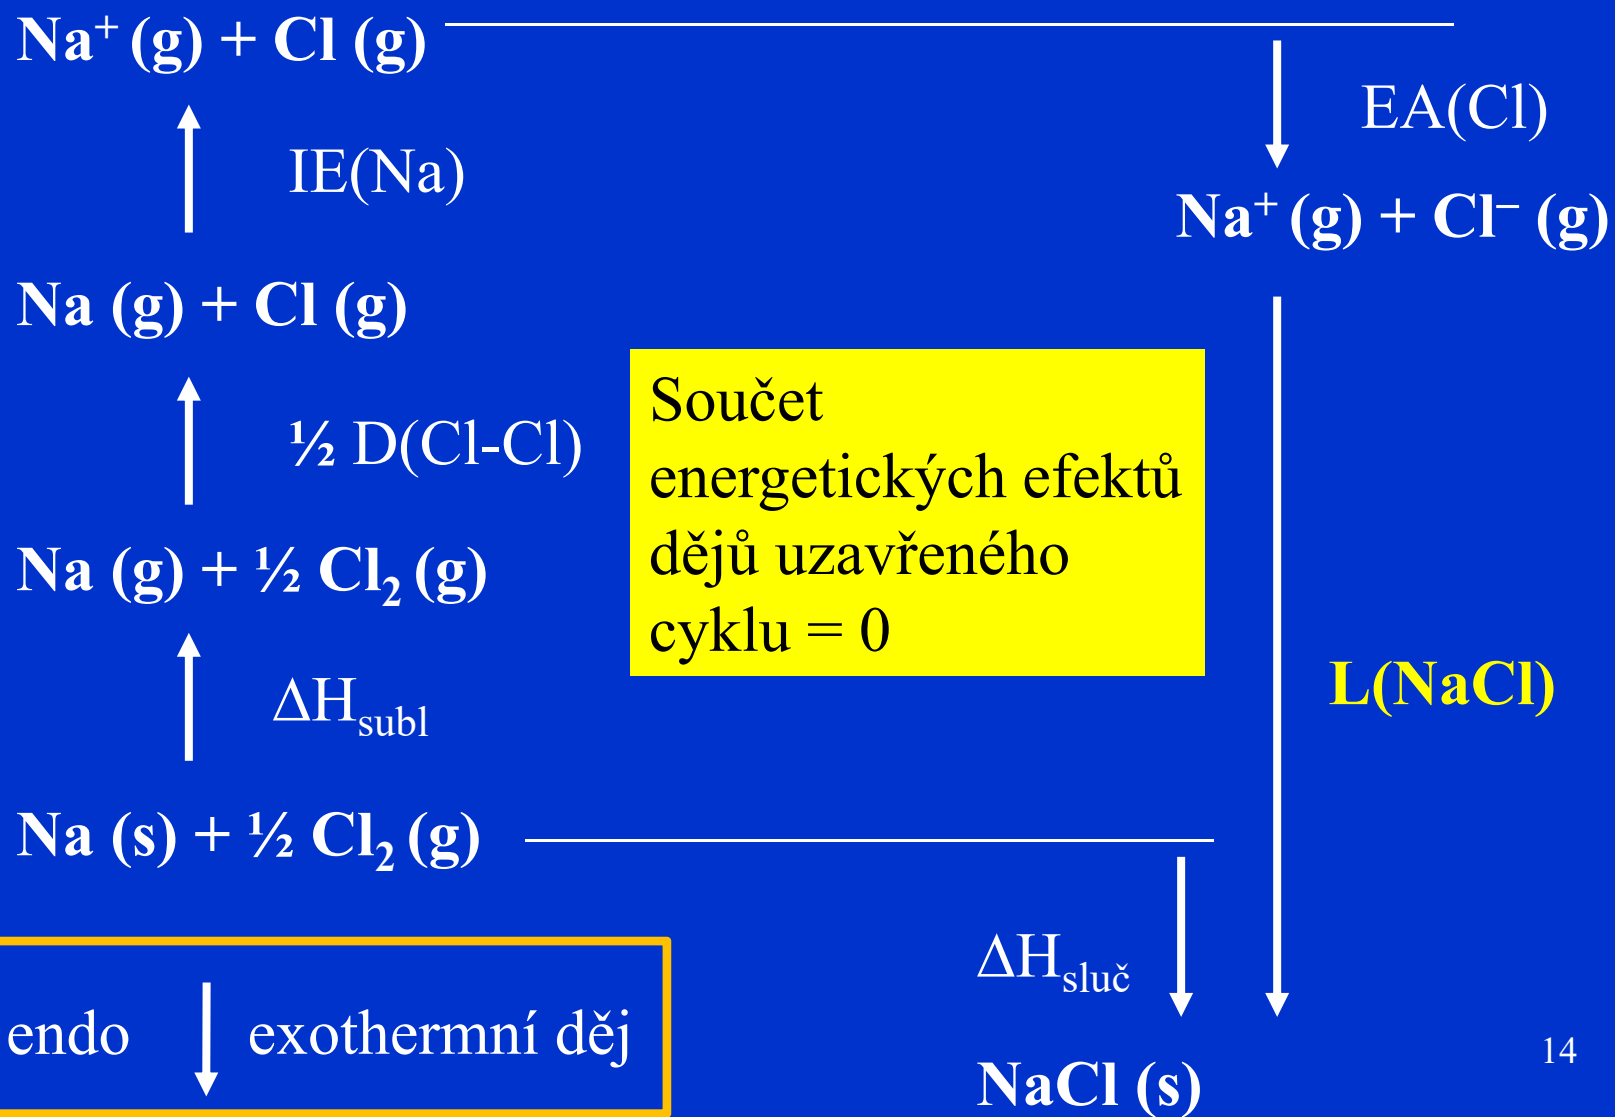 Na⁺ (g) + Cl (g)
EA(Cl)
IE(Na)
Na⁺ (g) + Cl⁻ (g)
Na (g) + Cl (g)
½ D(Cl-Cl)
Součet
energetických efektů
dějů uzavřeného
cyklu = 0
Na (g) + ½ Cl₂ (g)
L(NaCl)
ΔHsubl
Na (s) + ½ Cl₂ (g)
ΔHsluč
endo exothermní děj
NaCl (s)
14